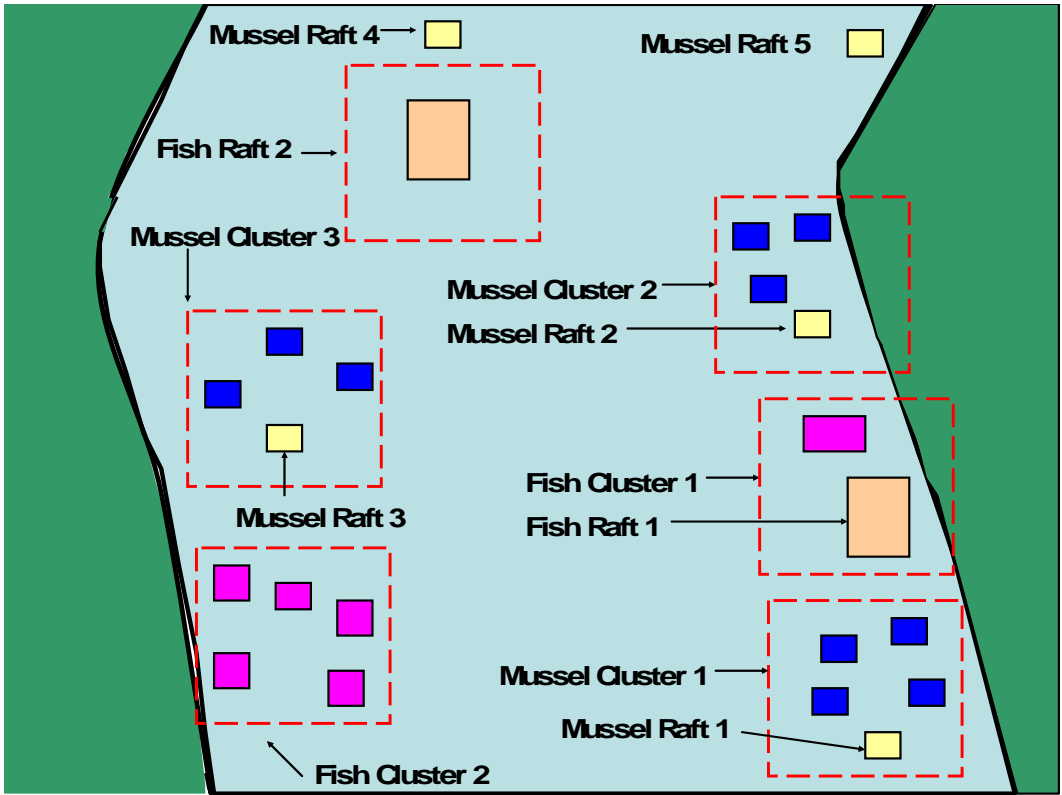 Mussel Raft 4
Mussel Raft 5
Fish Raft 2
Mussel Cluster 3
Mussel Cluster 2
Mussel Raft 2
Fish Cluster 1
Mussel Raft 3
Fish Raft 1
Mussel Cluster 1
Mussel Raft 1
Fish Cluster 2